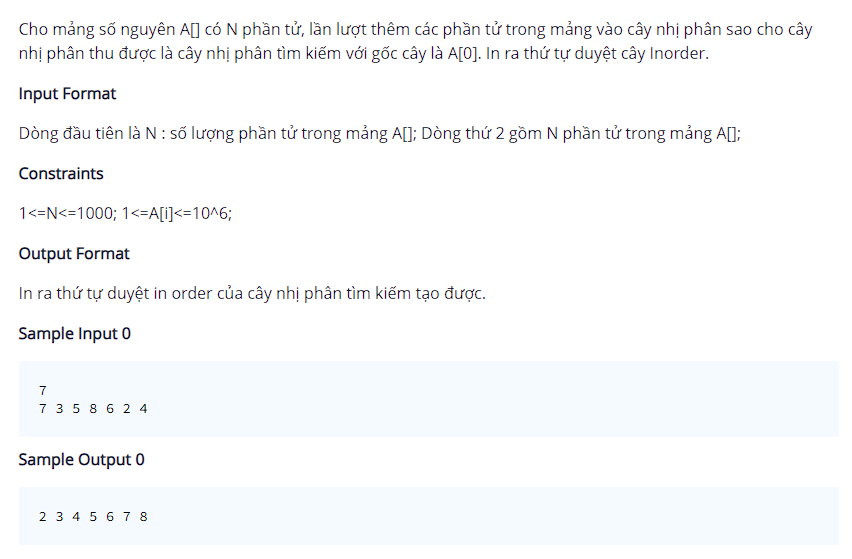 Cho mảng số nguyên A[] có N phần tử, lần lượt thêm các phần tử trong mảng vào cây nhị phân sao cho cây
nhị phân thu được là cây nhị phân tìm kiếm với gốc cây là A[0]. In ra thứ tự duyệt cây Inorder.
Input Format
Dòng đầu tiên là N : số lượng phần tử trong mảng A[]; Dòng thứ 2 gồm N phần tử trong mảng A[];
Constraints
1<=N<=1000; 1<=A[i]<=10^6;
Output Format
In ra thứ tự duyệt in order của cây nhị phân tìm kiếm tạo được.
Sample Input 0
7
7 3 5 8 6 2 4
Sample Output 0
2 3 4 5 6 7 8